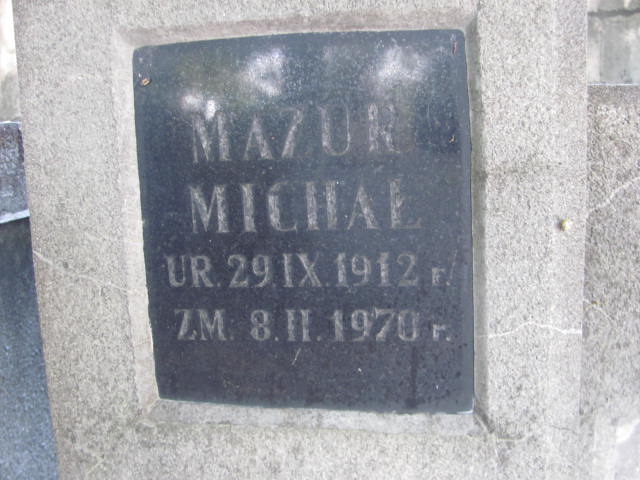 MAZUR
MICHAŁ
UR. 29.IX.1912 r.
ZM. 8.II.1970 r.